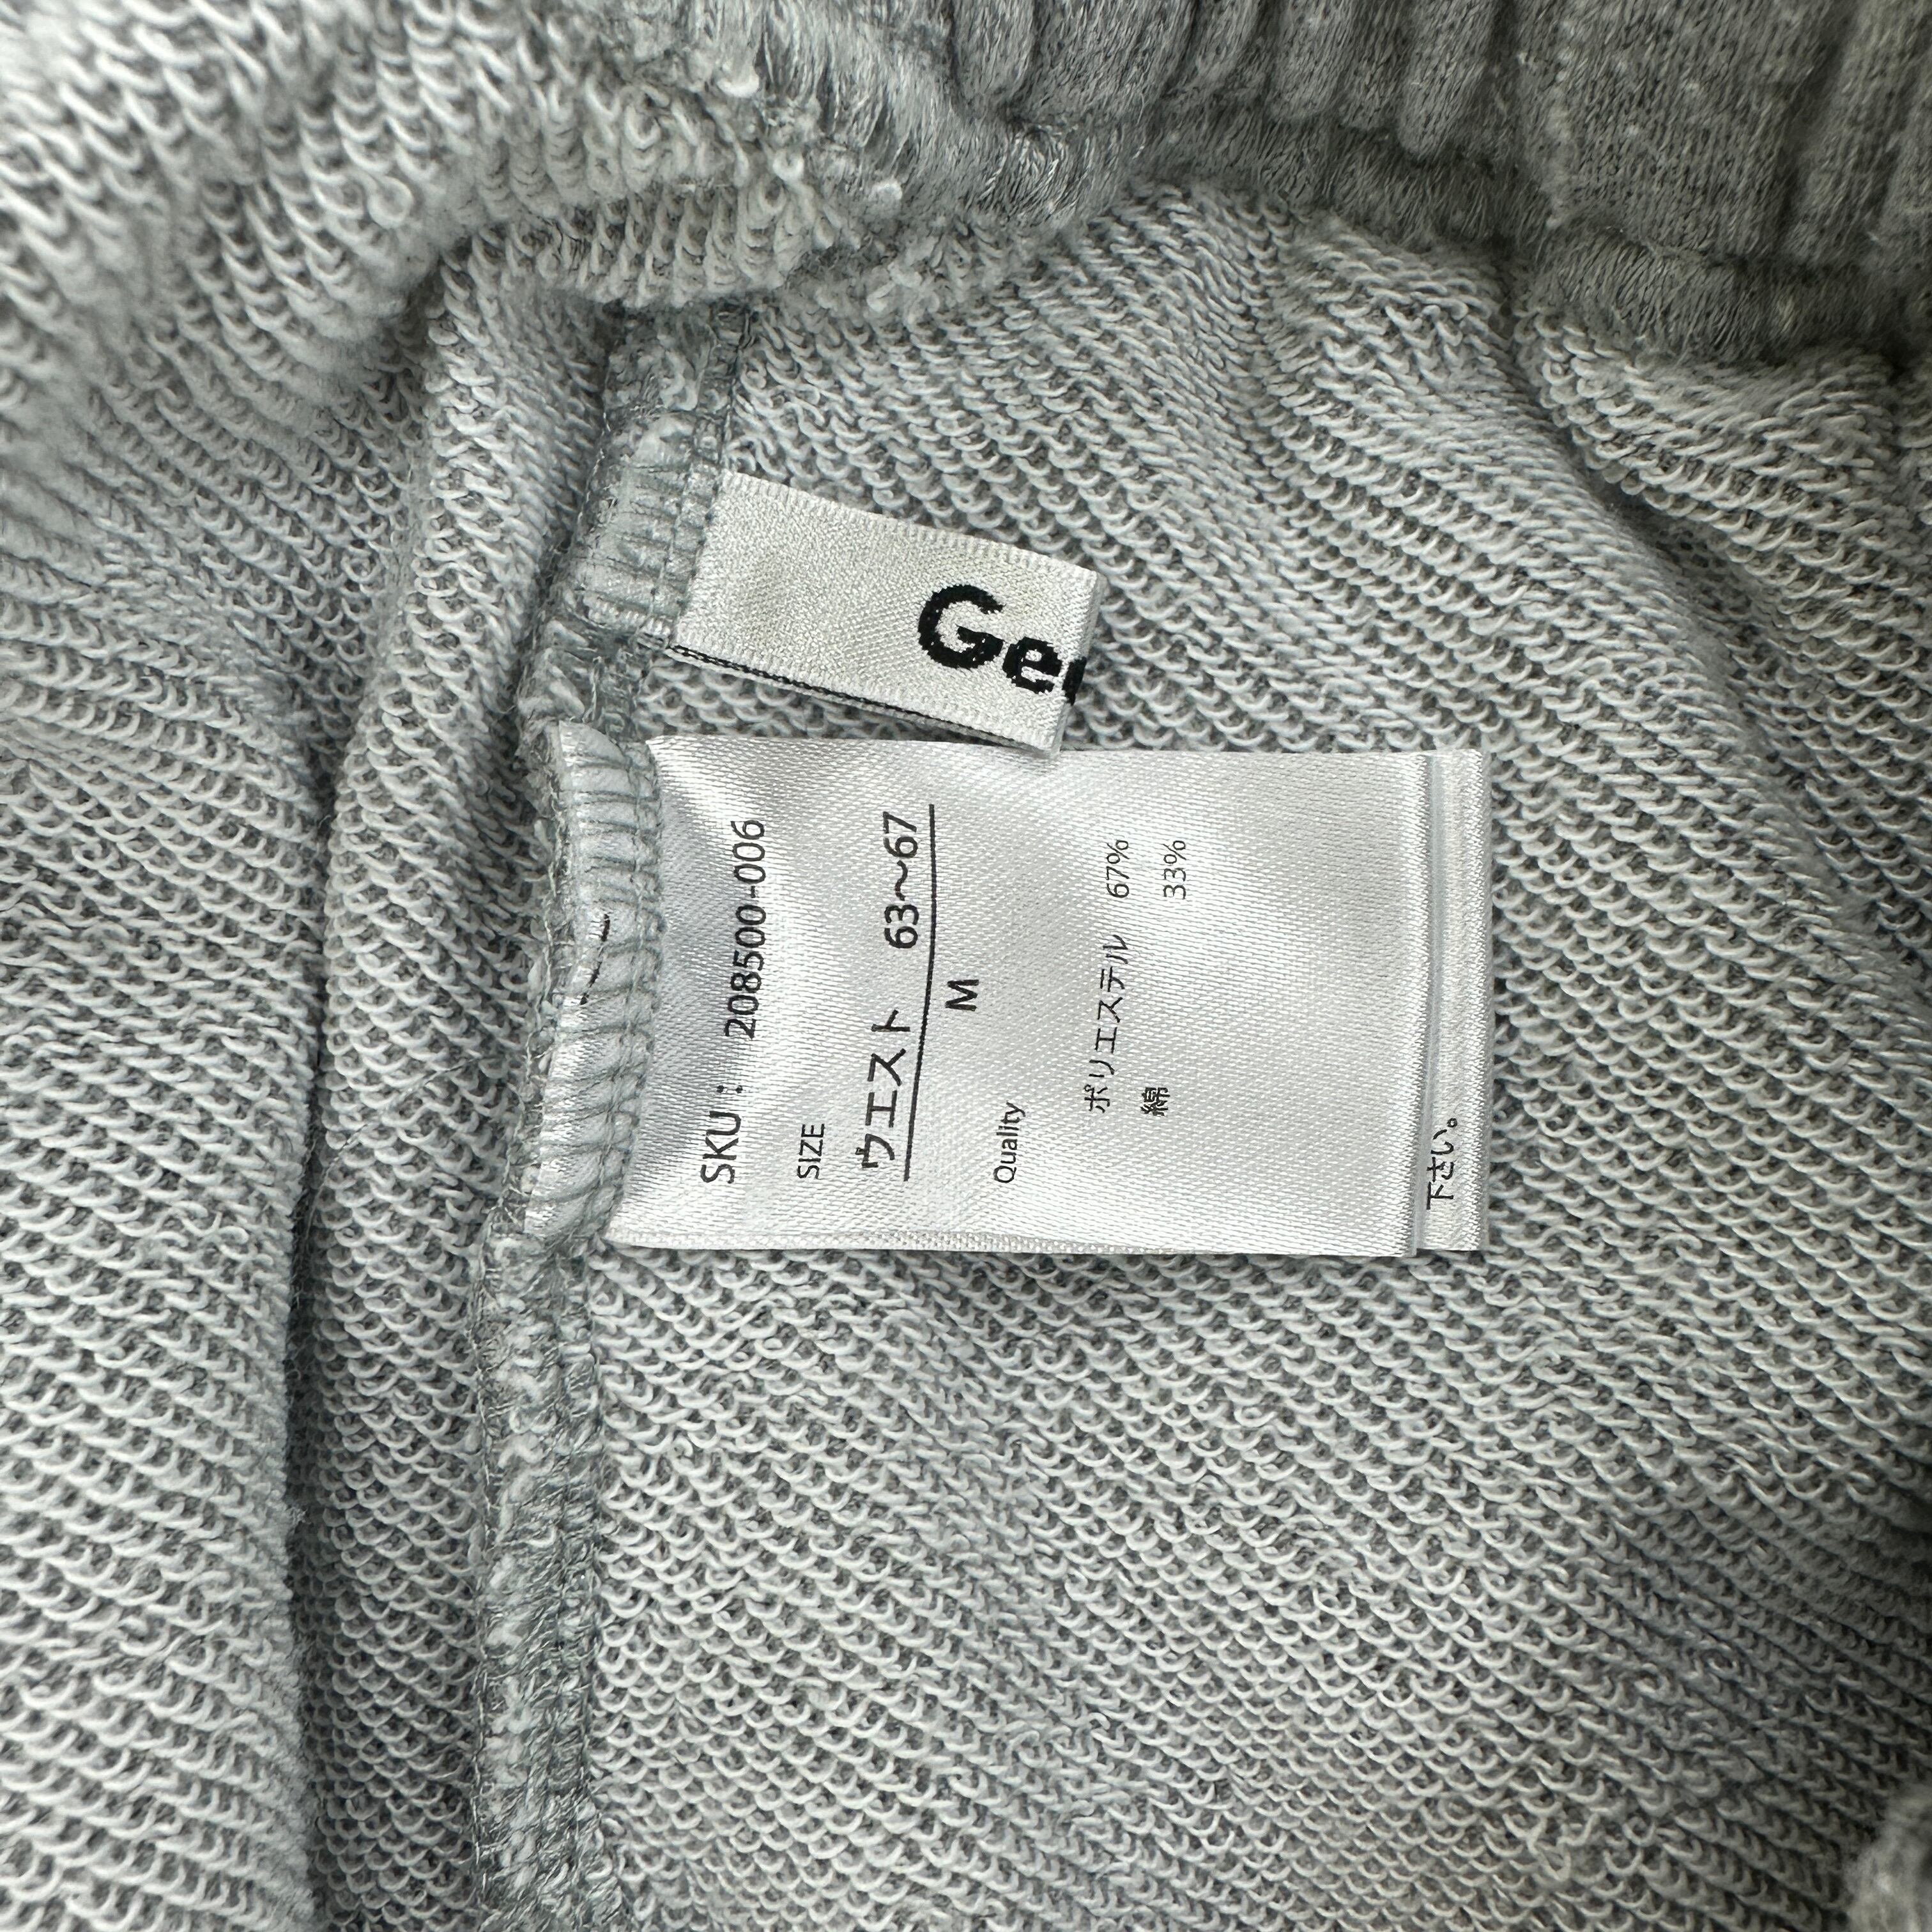 Ge
SKU： 208500-006
SIZE
ウエスト 63〜67
M
Quality
ポリエステル 67%
綿 33%
下さい。